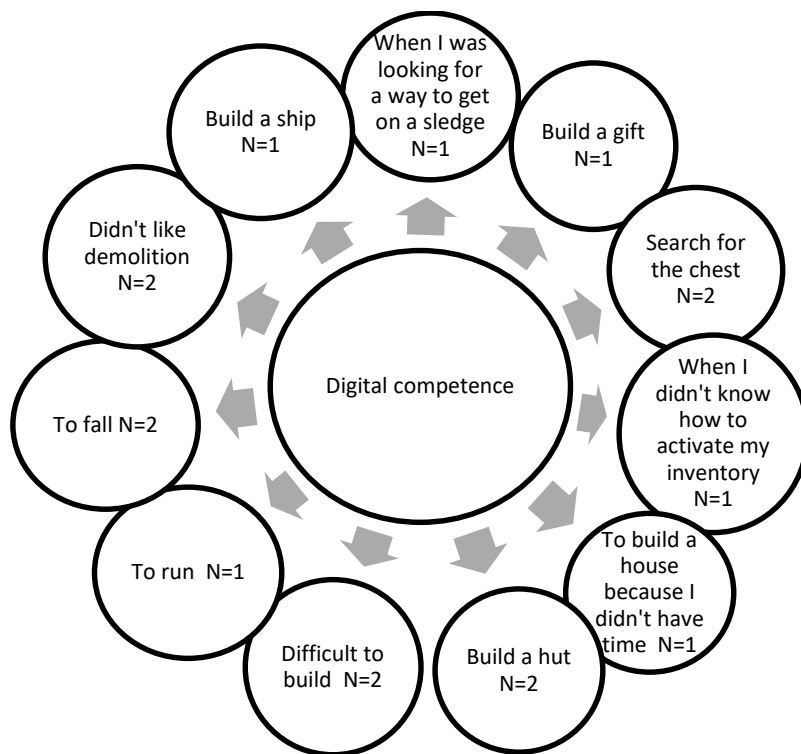 When I was
looking for
a way to get
on a sledge
N=1
Build a gift
N=1
Search for
the chest
N=2
When I
didn't know
how to
activate my
inventory
N=1
To build a
house
because I
didn't have
time N=1
Build a hut
N=2
Difficult to
build N=2
To run N=1
To fall N=2
Didn't like
demolition
N=2
Build a ship
N=1
Digital competence